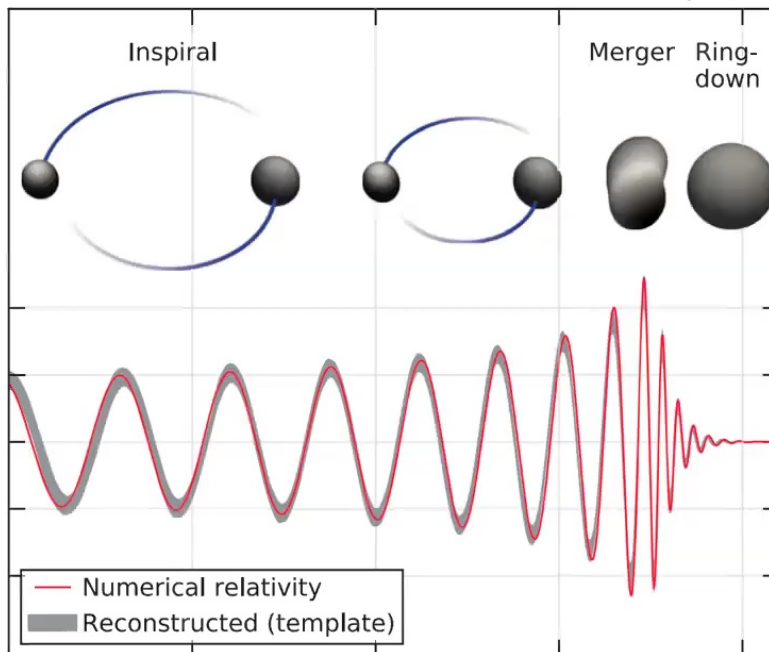 Inspiral
Merger
Ring-
down
Numerical relativity
Reconstructed (template)